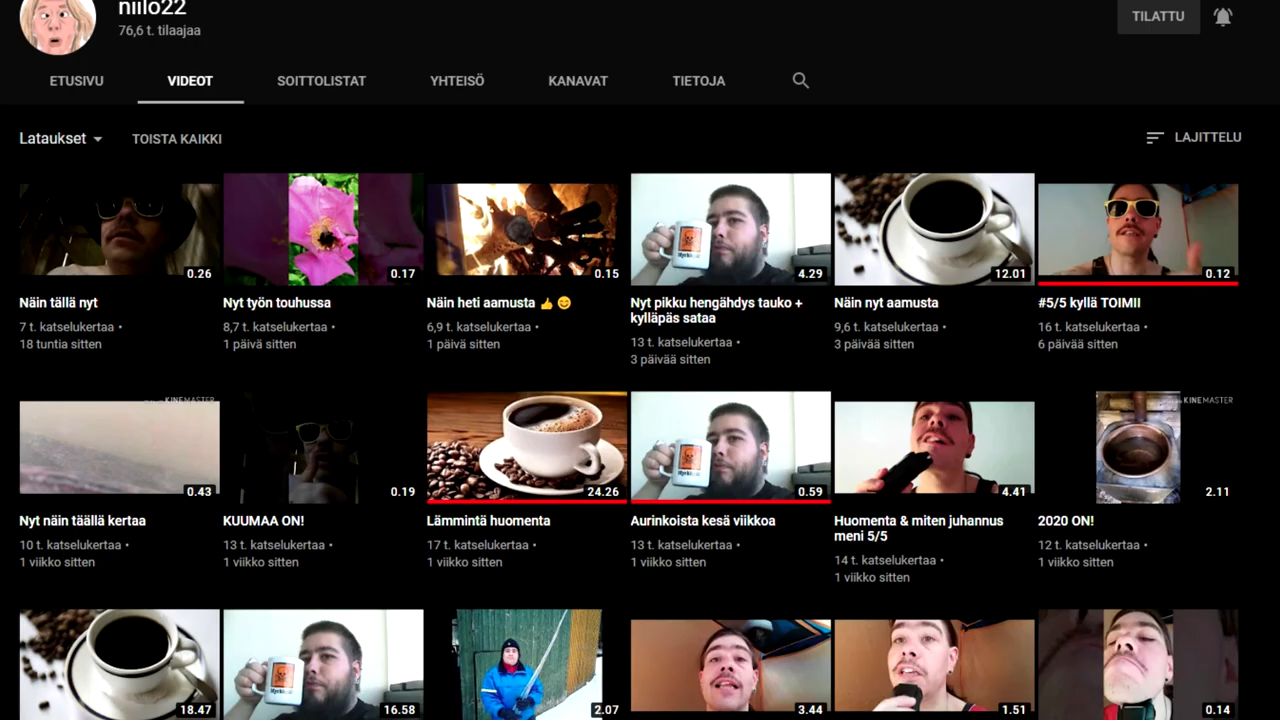 niilo22
76,6 t. tilaajaa
TILATTU
ETUSIVU VIDEOT SOITTOLISTAT YHTEISÖ KANAVAT TIETOJA
Lataukset TOISTA KAIKKI LAJITTELU
0.26 0.17 0.15 4.29 12.01 0.12
Näin tällä nyt
7 t. katselukertaa •
18 tuntia sitten
Nyt työn touhussa
8,7 t. katselukertaa •
1 päivä sitten
Näin heti aamusta 👍 😊
6,9 t. katselukertaa •
1 päivä sitten
Nyt pikku hengähdys tauko +
kylläpäs sataa
13 t. katselukertaa •
3 päivää sitten
Näin nyt aamusta
9,6 t. katselukertaa •
3 päivää sitten
#5/5 kyllä TOIMII
16 t. katselukertaa •
6 päivää sitten
KINEMASTER
KINEMASTER
0.43 0.19 24.26 0.59 4.41 2.11
Nyt näin täällä kertaa
10 t. katselukertaa •
1 viikko sitten
KUUMAA ON!
13 t. katselukertaa •
1 viikko sitten
Lämmintä huomenta
17 t. katselukertaa •
1 viikko sitten
Aurinkoista kesä viikkoa
13 t. katselukertaa •
1 viikko sitten
Huomenta & miten juhannus
meni 5/5
14 t. katselukertaa •
1 viikko sitten
2020 ON!
12 t. katselukertaa •
1 viikko sitten
18.47 16.58 2.07 3.44 1.51 0.14